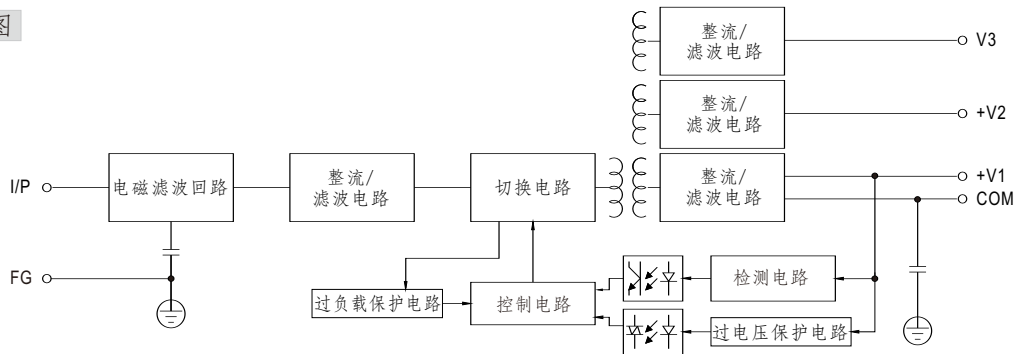 图
整流/
滤波电路
V3
整流/
滤波电路
+V2
I/P
电磁滤波回路
整流/
滤波电路
切换电路
整流/
滤波电路
+V1
COM
FG
过负载保护电路
控制电路
检测电路
过电压保护电路